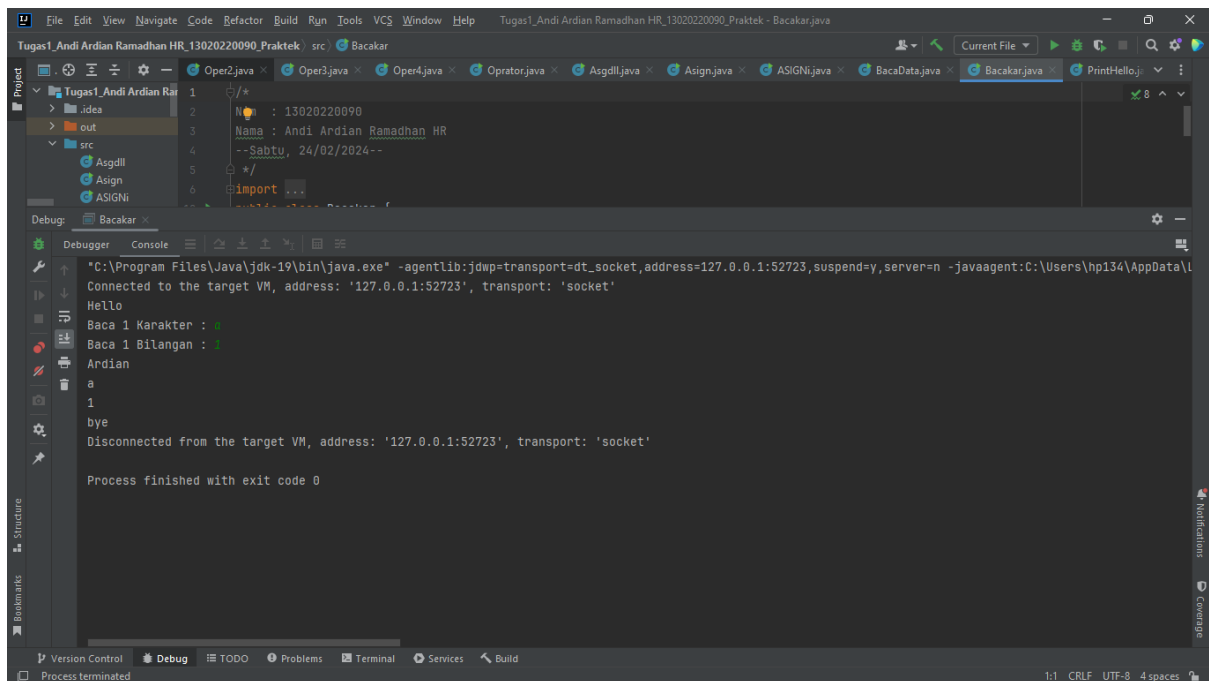 File Edit View Navigate Code Refactor Build Run Tools VCS Window Help Tugas1_Andi Ardian Ramadhan HR_13020220090_Praktek - Bacakar.java
Tugas1_Andi Ardian Ramadhan HR_13020220090_Praktek src Bacakar Current File
Project Oper2.java Oper3.java Oper4.java Oprator.java Asgdll.java Asign.java ASIGNi.java BacaData.java Bacakar.java PrintHello.ja
Tugas1_Andi Ardian Rar 1 /* 8
.idea 2 : 13020220090
out 3 Nama : Andi Ardian Ramadhan HR
src 4 --Sabtu, 24/02/2024--
Asgdll 5 */
Asign 6 import ...
ASIGNi
Debug: Bacakar
Debugger Console
"C:\Program Files\Java\jdk-19\bin\java.exe" -agentlib:jdwp=transport=dt_socket,address=127.0.0.1:52723,suspend=y,server=n -javaagent:C:\Users\hp134\AppData\L
Connected to the target VM, address: '127.0.0.1:52723', transport: 'socket'
Hello
Baca 1 Karakter : a
Baca 1 Bilangan : 1
Ardian
a
1
bye
Disconnected from the target VM, address: '127.0.0.1:52723', transport: 'socket'
Process finished with exit code 0
Structure
Bookmarks
Notifications
Coverage
Version Control Debug TODO Problems Terminal Services Build
Process terminated 1:1 CRLF UTF-8 4 spaces